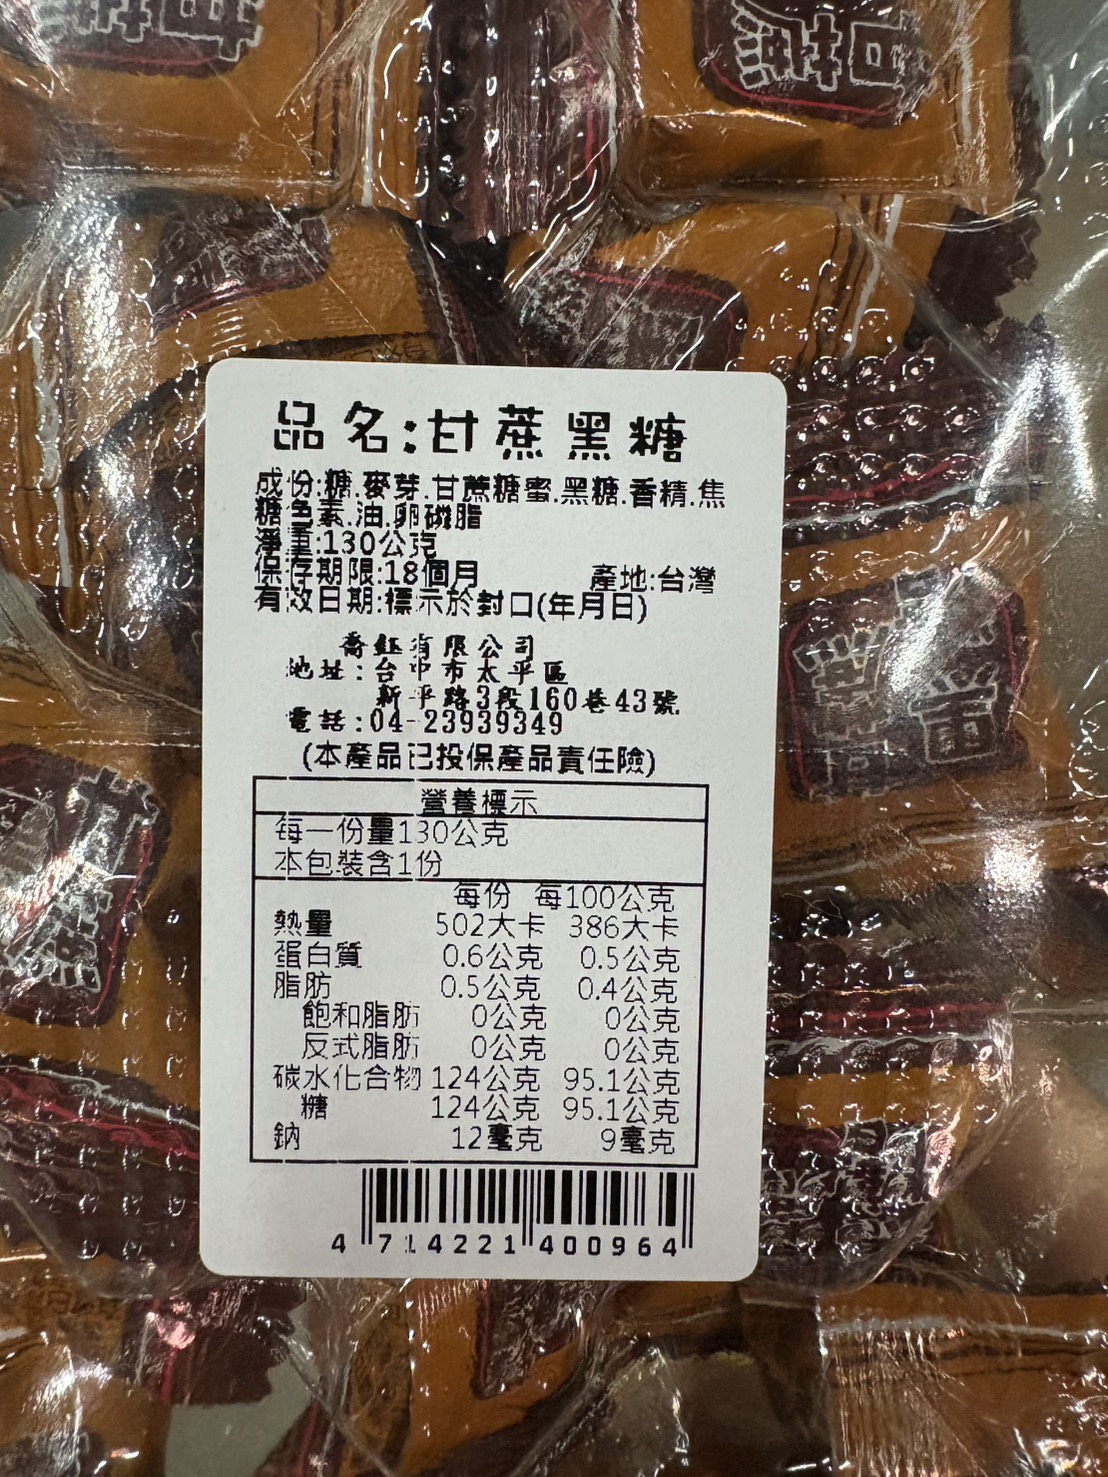 品名:甘蔗黑糖
成份:糖.麥芽.甘蔗糖蜜.黑糖.香精.焦
糖色素.油.卵磷脂
淨重:130公克
保存期限:18個月 產地:台灣
有效日期:標示於封口(年月日)
喬鈺有限公司
地址:台中市太平區
新平路3段160巷43號
電話:04-23939349
(本產品已投保產品責任險)
營養標示
每一份量130公克
本包裝含1份
每份 每100公克
熱量 502大卡 386大卡
蛋白質 0.6公克 0.5公克
脂肪 0.5公克 0.4公克
飽和脂肪 0公克 0公克
反式脂肪 0公克 0公克
碳水化合物 124公克 95.1公克
糖 124公克 95.1公克
鈉 12毫克 9毫克
4 714221 400964